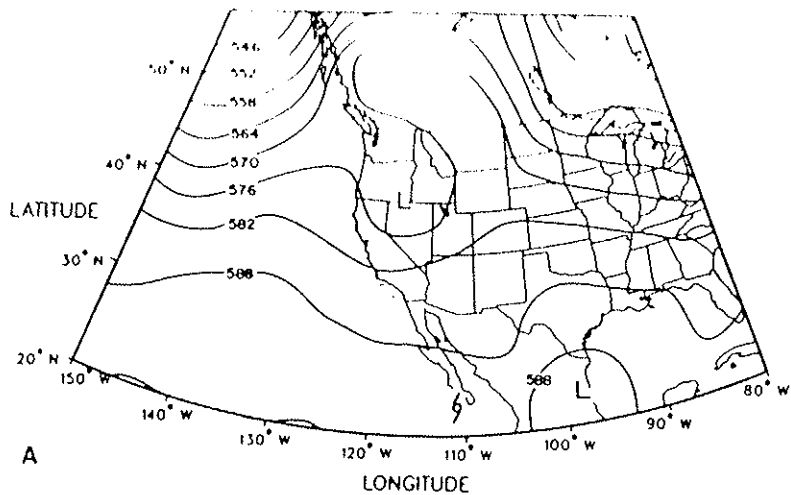 546
50° N
552
558
564
40° N
570
576
L
LATITUDE
582
30° N
588
20° N
588
L
150° W
80° W
140° W
90° W
130° W
100° W
120° W
110° W
A
LONGITUDE